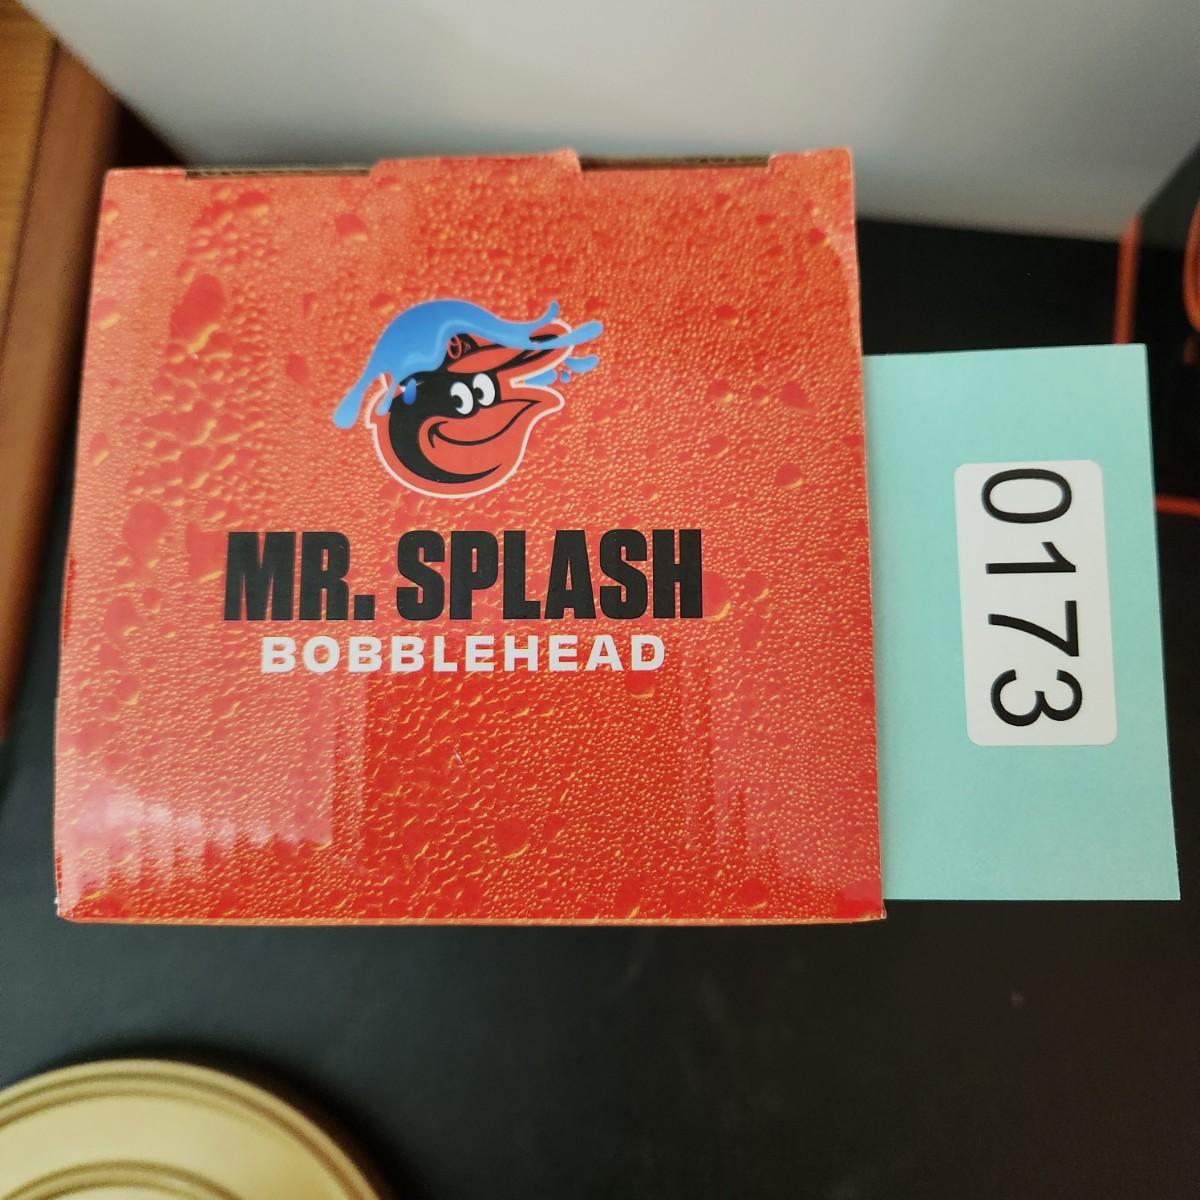 O's
MR. SPLASH
BOBBLEHEAD
0173